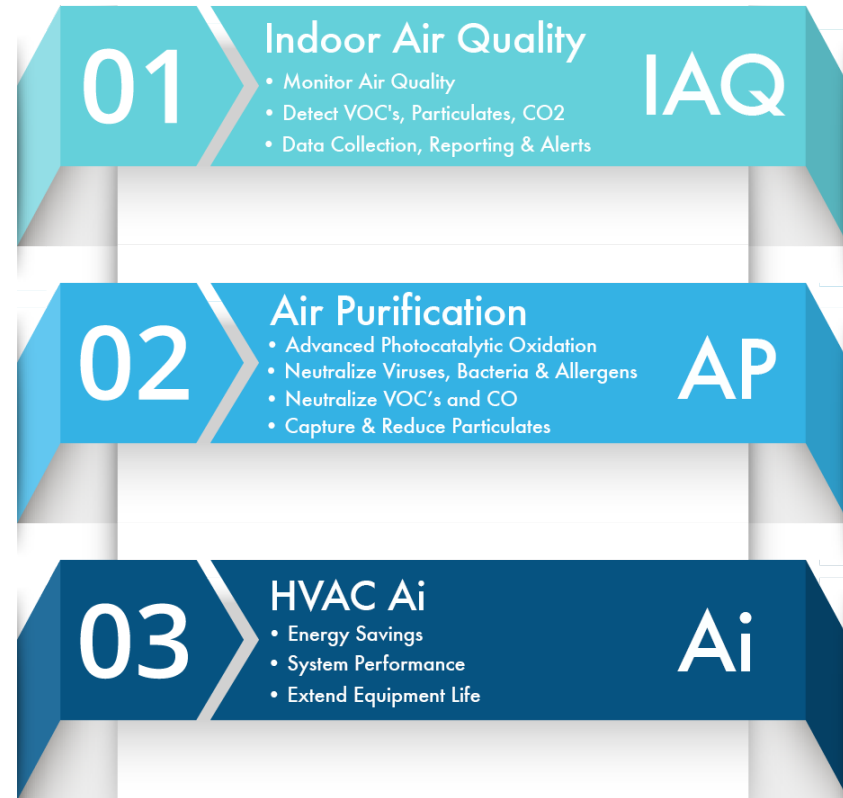 01
Indoor Air Quality
• Monitor Air Quality
• Detect VOC's, Particulates, CO2
• Data Collection, Reporting & Alerts
IAQ
02
Air Purification
• Advanced Photocatalytic Oxidation
• Neutralize Viruses, Bacteria & Allergens
• Neutralize VOC’s and CO
• Capture & Reduce Particulates
AP
03
HVAC Ai
• Energy Savings
• System Performance
• Extend Equipment Life
Ai